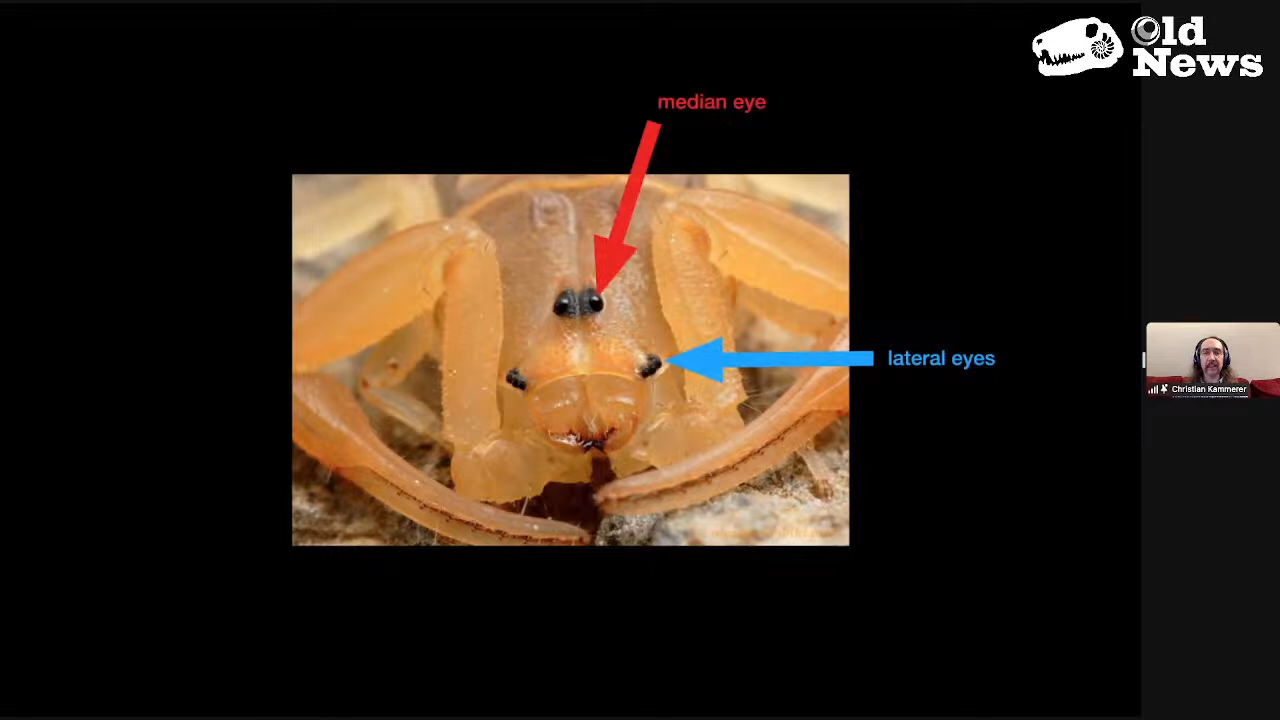 Old
News
median eye
lateral eyes
Christian Kammerer